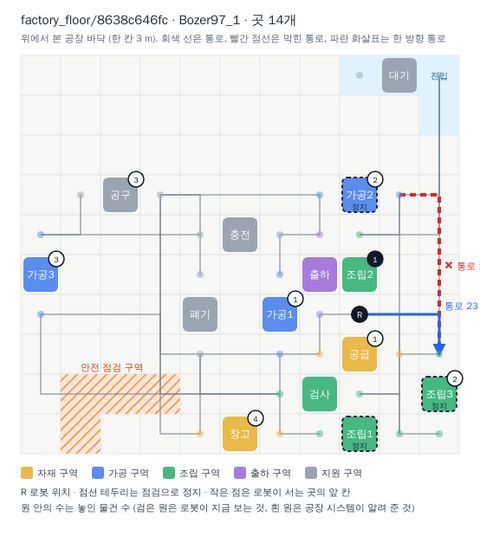 factory_floor/8638c646fc · Bozer97_1 · 곳 14개
위에서 본 공장 바닥 (한 칸 3 m). 회색 선은 통로, 빨간 점선은 막힌 통로, 파란 화살표는 한 방향 통로
대기
3
공구
2
가공2
정지
충전
3
가공3
출하
1
조립2
✕ 통로
통로 23
폐기
1
가공1
R
1
공급
안전 점검 구역
검사
2
조립3
정지
4
창고
조립1
정지
자재 구역
가공 구역
조립 구역
출하 구역
지원 구역
R 로봇 위치 · 점선 테두리는 점검으로 정지 · 작은 점은 로봇이 서는 곳의 앞 칸
원 안의 수는 놓인 물건 수 (검은 원은 로봇이 지금 보는 것, 흰 원은 공장 시스템이 알려 준 것)